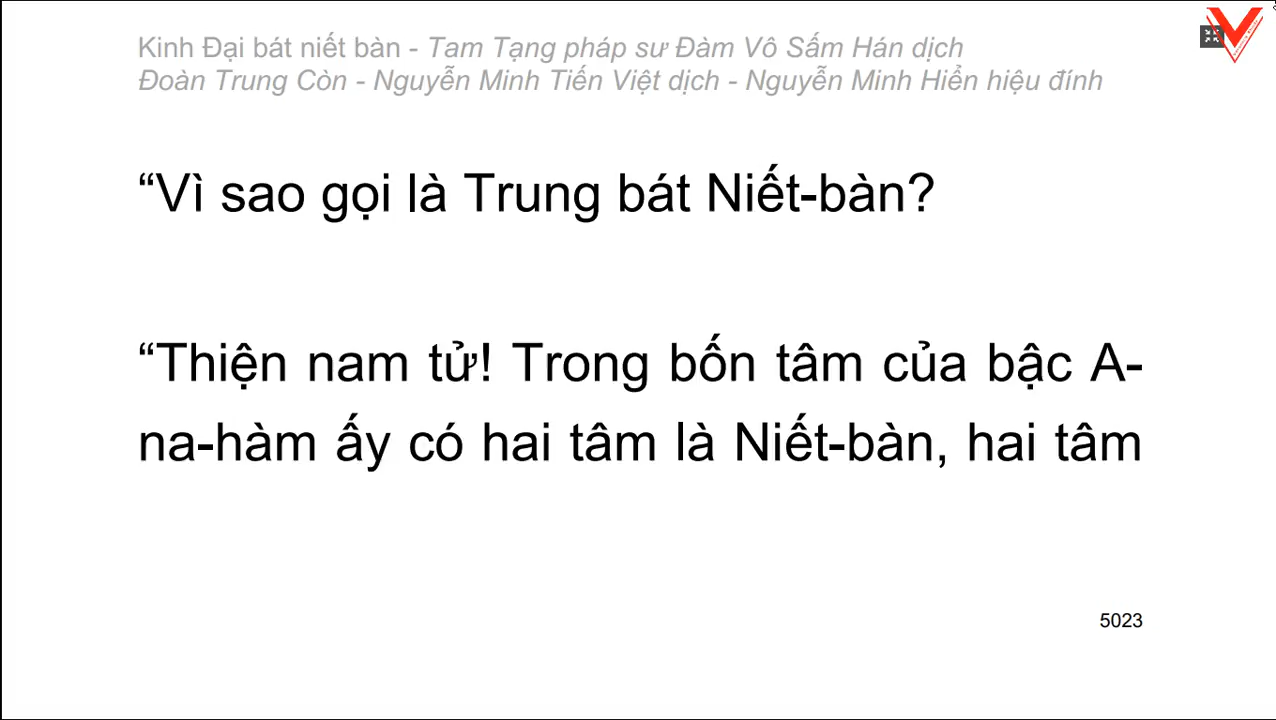 Kinh Đại bát niết bàn - Tam Tạng pháp sư Đàm Vô Sấm Hán dịch
Đoàn Trung Còn - Nguyễn Minh Tiến Việt dịch - Nguyễn Minh Hiển hiệu đính
“Vì sao gọi là Trung bát Niết-bàn?
“Thiện nam tử! Trong bốn tâm của bậc A-
na-hàm ấy có hai tâm là Niết-bàn, hai tâm
5023